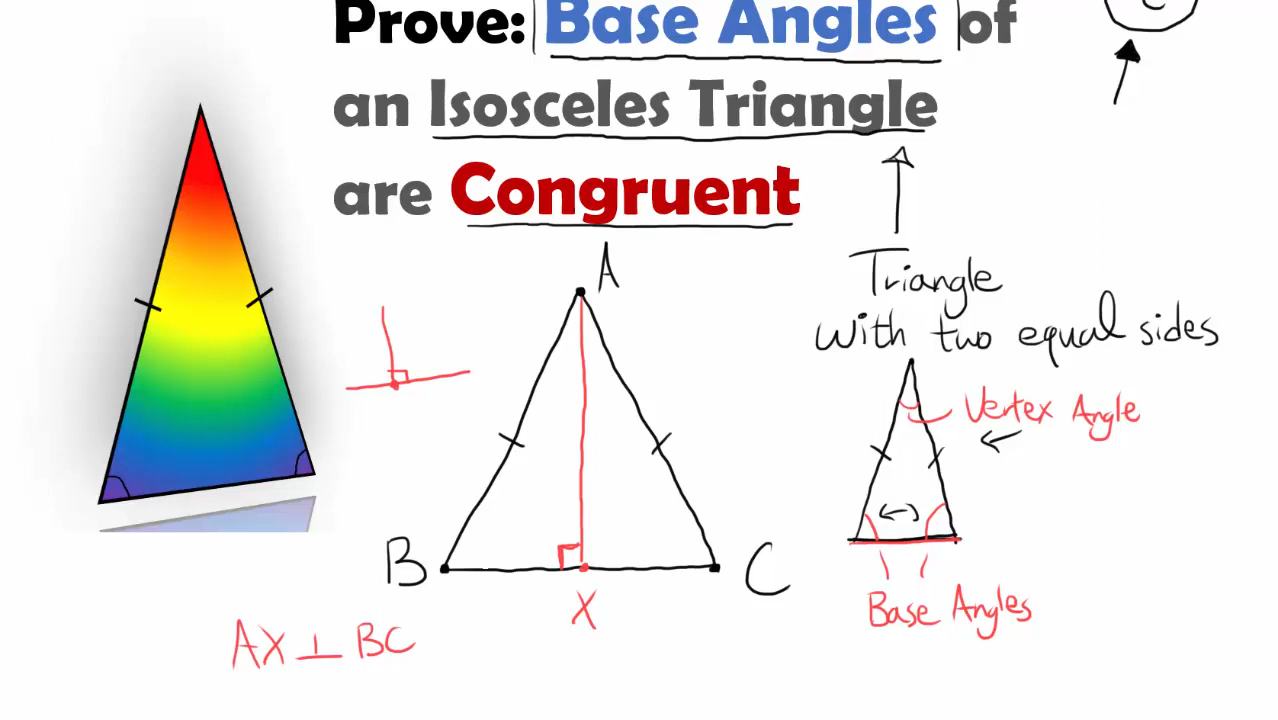 Prove: Base Angles of
an Isosceles Triangle
are Congruent
A
Triangle
with two equal sides
Vertex Angle
B
C
X
Base Angles
AX ⊥ BC